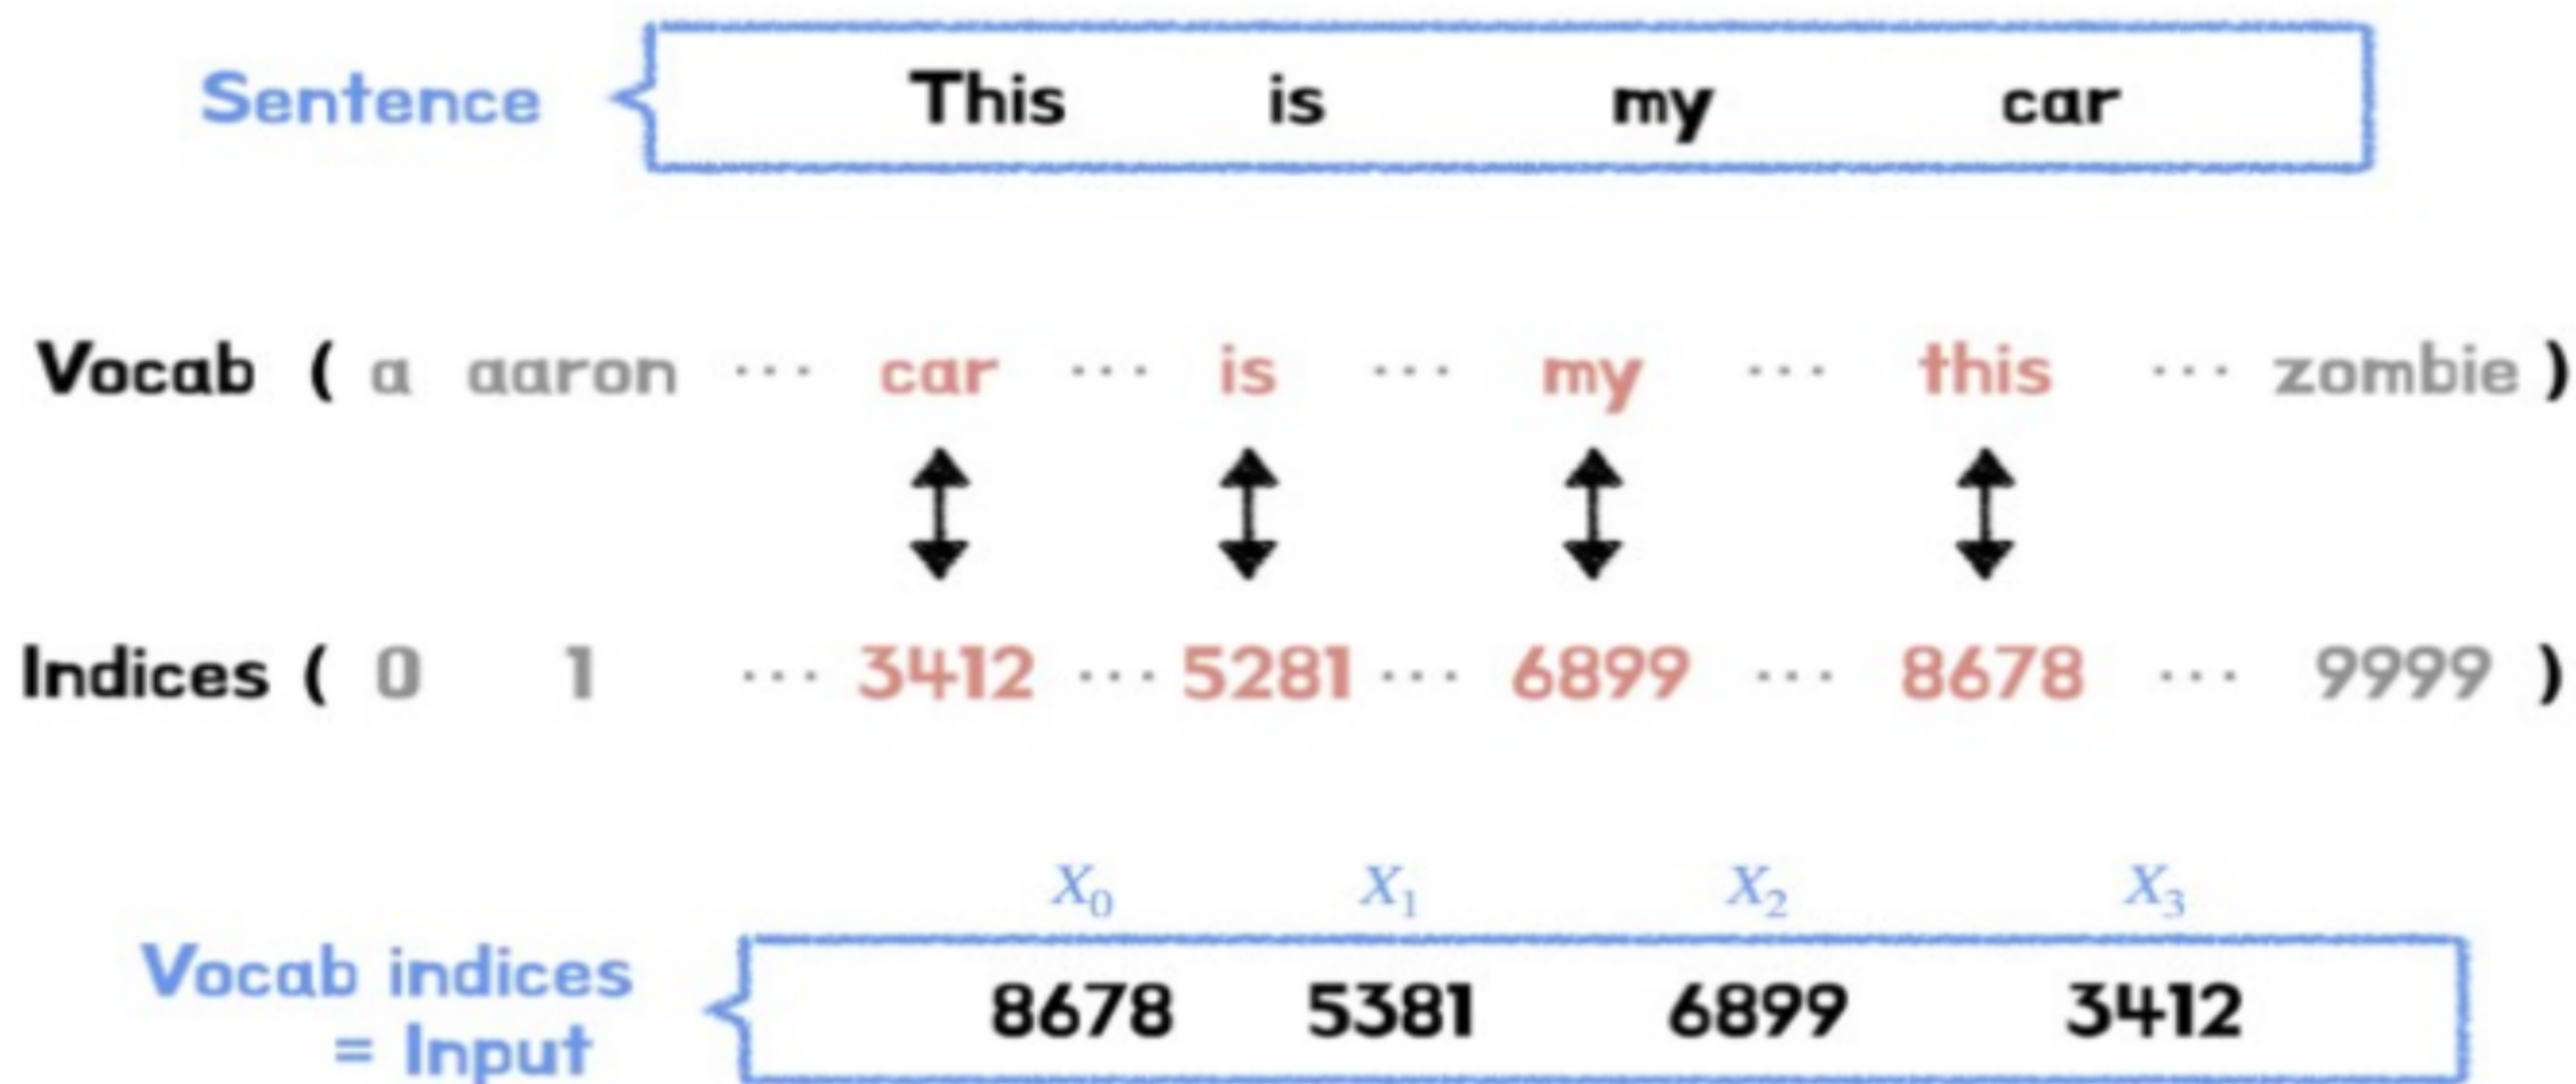 Sentence This is my car
Vocab ( a aaron ... car ... is ... my ... this ... zombie )
Indices ( 0 1 ... 3412 ... 5281 ... 6899 ... 8678 ... 9999 )
X₀ X₁ X₂ X₃
Vocab indices
= Input
8678 5381 6899 3412